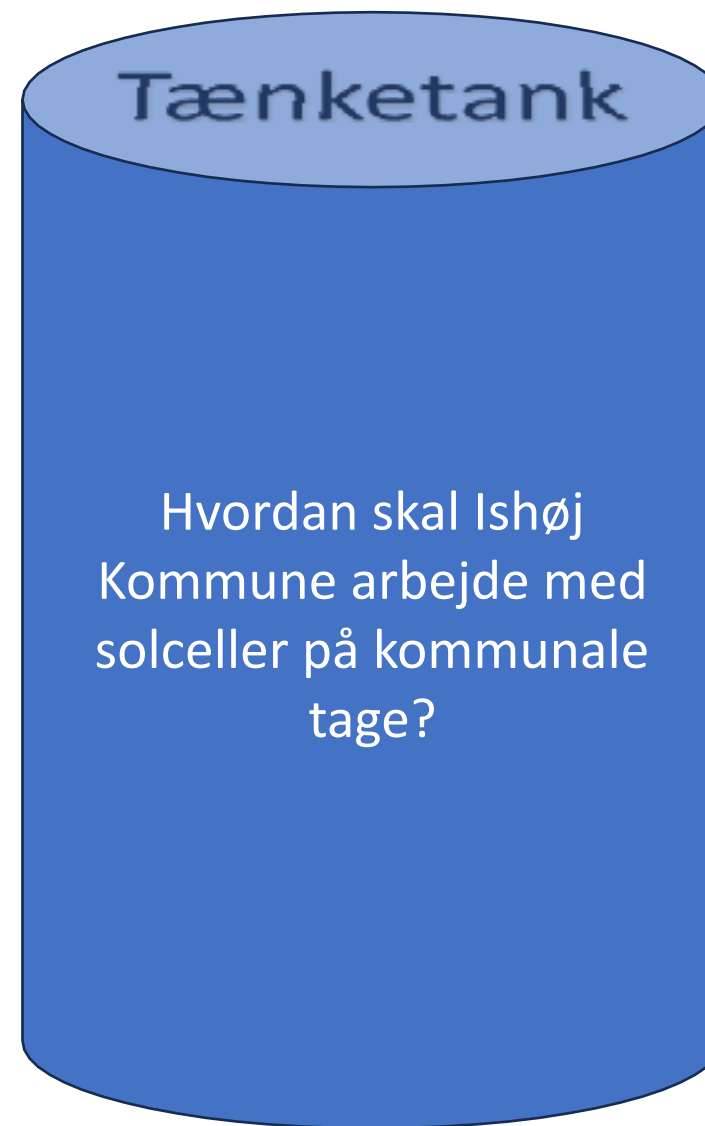 Tænketank
Hvordan skal Ishøj
Kommune arbejde med
solceller på kommunale
tage?